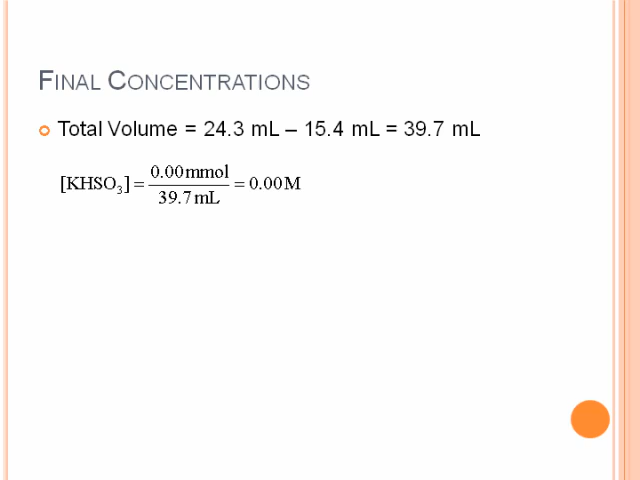 FINAL CONCENTRATIONS
Total Volume = 24.3 mL – 15.4 mL = 39.7 mL
[KHSO₃] = 0.00 mmol / 39.7 mL = 0.00 M